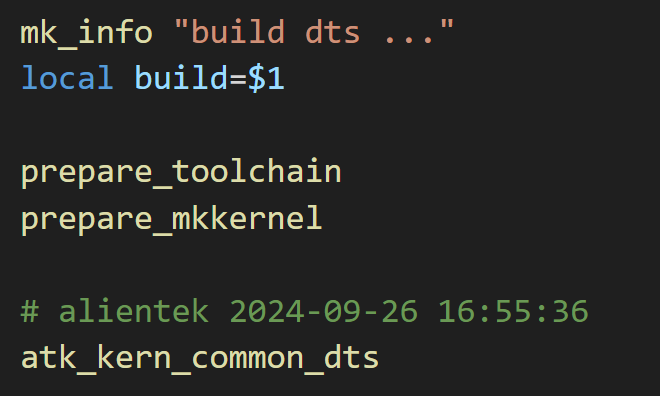 mk_info "build dts ..."
local build=$1
prepare_toolchain
prepare_mkkernel
# alientek 2024-09-26 16:55:36
atk_kern_common_dts